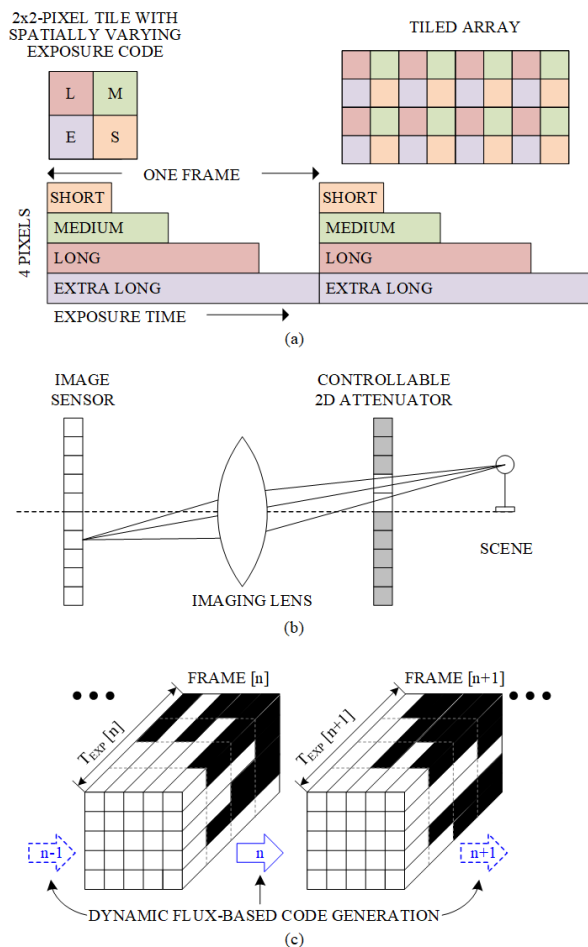 2x2-PIXEL TILE WITH
SPATIALLY VARYING
EXPOSURE CODE
TILED ARRAY
L M
E S
ONE FRAME
4 PIXELS
SHORT SHORT
MEDIUM MEDIUM
LONG LONG
EXTRA LONG EXTRA LONG
EXPOSURE TIME
(a)
IMAGE
SENSOR
CONTROLLABLE
2D ATTENUATOR
SCENE
IMAGING LENS
(b)
FRAME [n] FRAME [n+1]
T_EXP [n] T_EXP [n+1]
n-1 n n+1
DYNAMIC FLUX-BASED CODE GENERATION
(c)